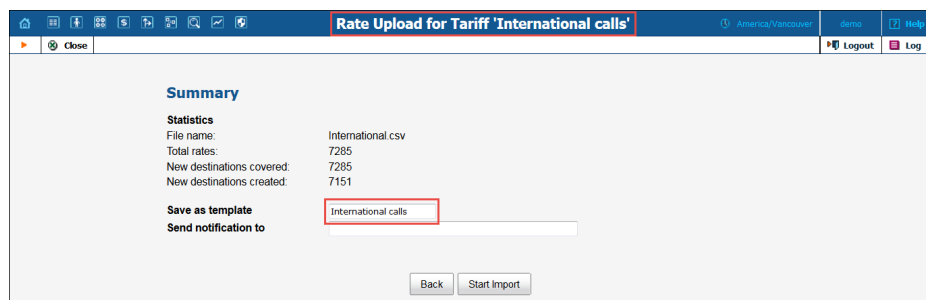 Rate Upload for Tariff 'International calls'
America/Vancouver
demo
? Help
Close
Logout
Log
Summary
Statistics
File name: International.csv
Total rates: 7285
New destinations covered: 7285
New destinations created: 7151
Save as template International calls
Send notification to
Back Start Import